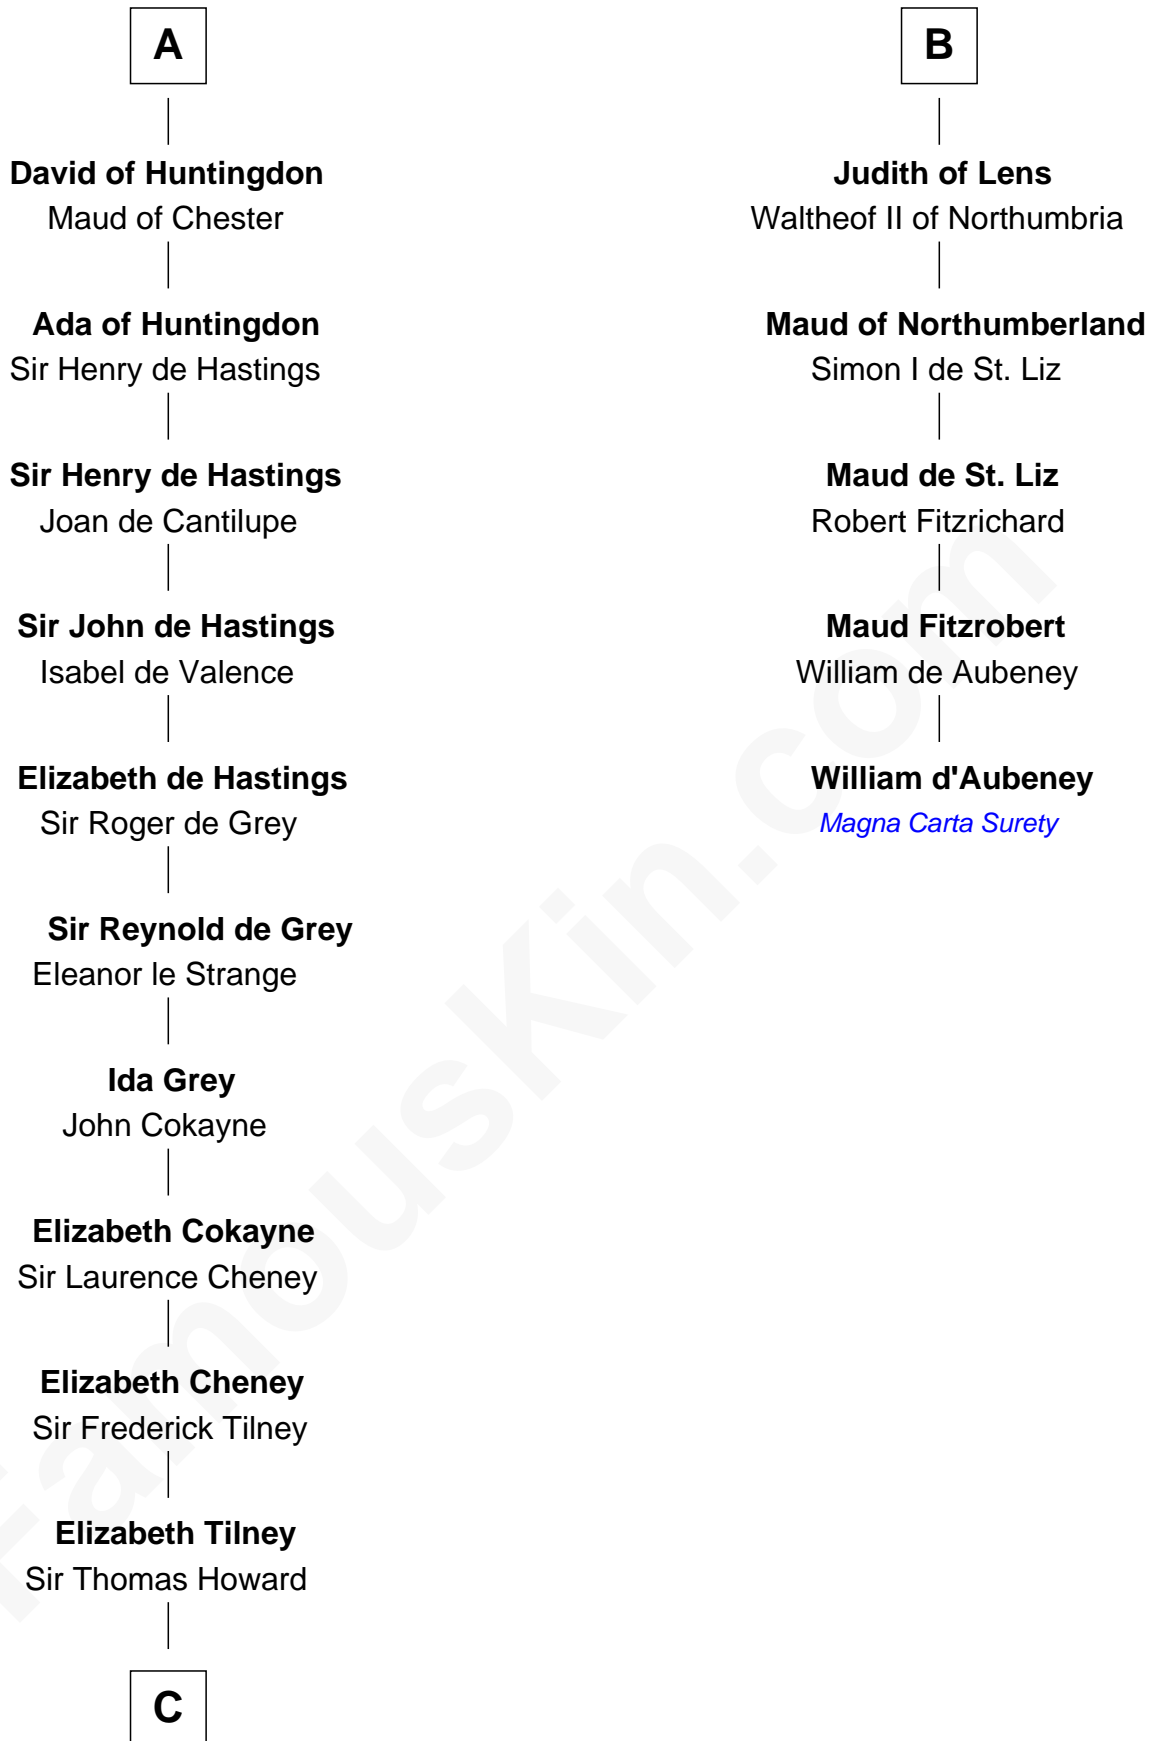 A
David of Huntingdon
Maud of Chester
Ada of Huntingdon
Sir Henry de Hastings
Sir Henry de Hastings
Joan de Cantilupe
Sir John de Hastings
Isabel de Valence
Elizabeth de Hastings
Sir Roger de Grey
Sir Reynold de Grey
Eleanor le Strange
Ida Grey
John Cokayne
Elizabeth Cokayne
Sir Laurence Cheney
Elizabeth Cheney
Sir Frederick Tilney
Elizabeth Tilney
Sir Thomas Howard
C
B
Judith of Lens
Waltheof II of Northumbria
Maud of Northumberland
Simon I de St. Liz
Maud de St. Liz
Robert Fitzrichard
Maud Fitzrobert
William de Aubeney
William d'Aubeney
Magna Carta Surety
FamousKin.com